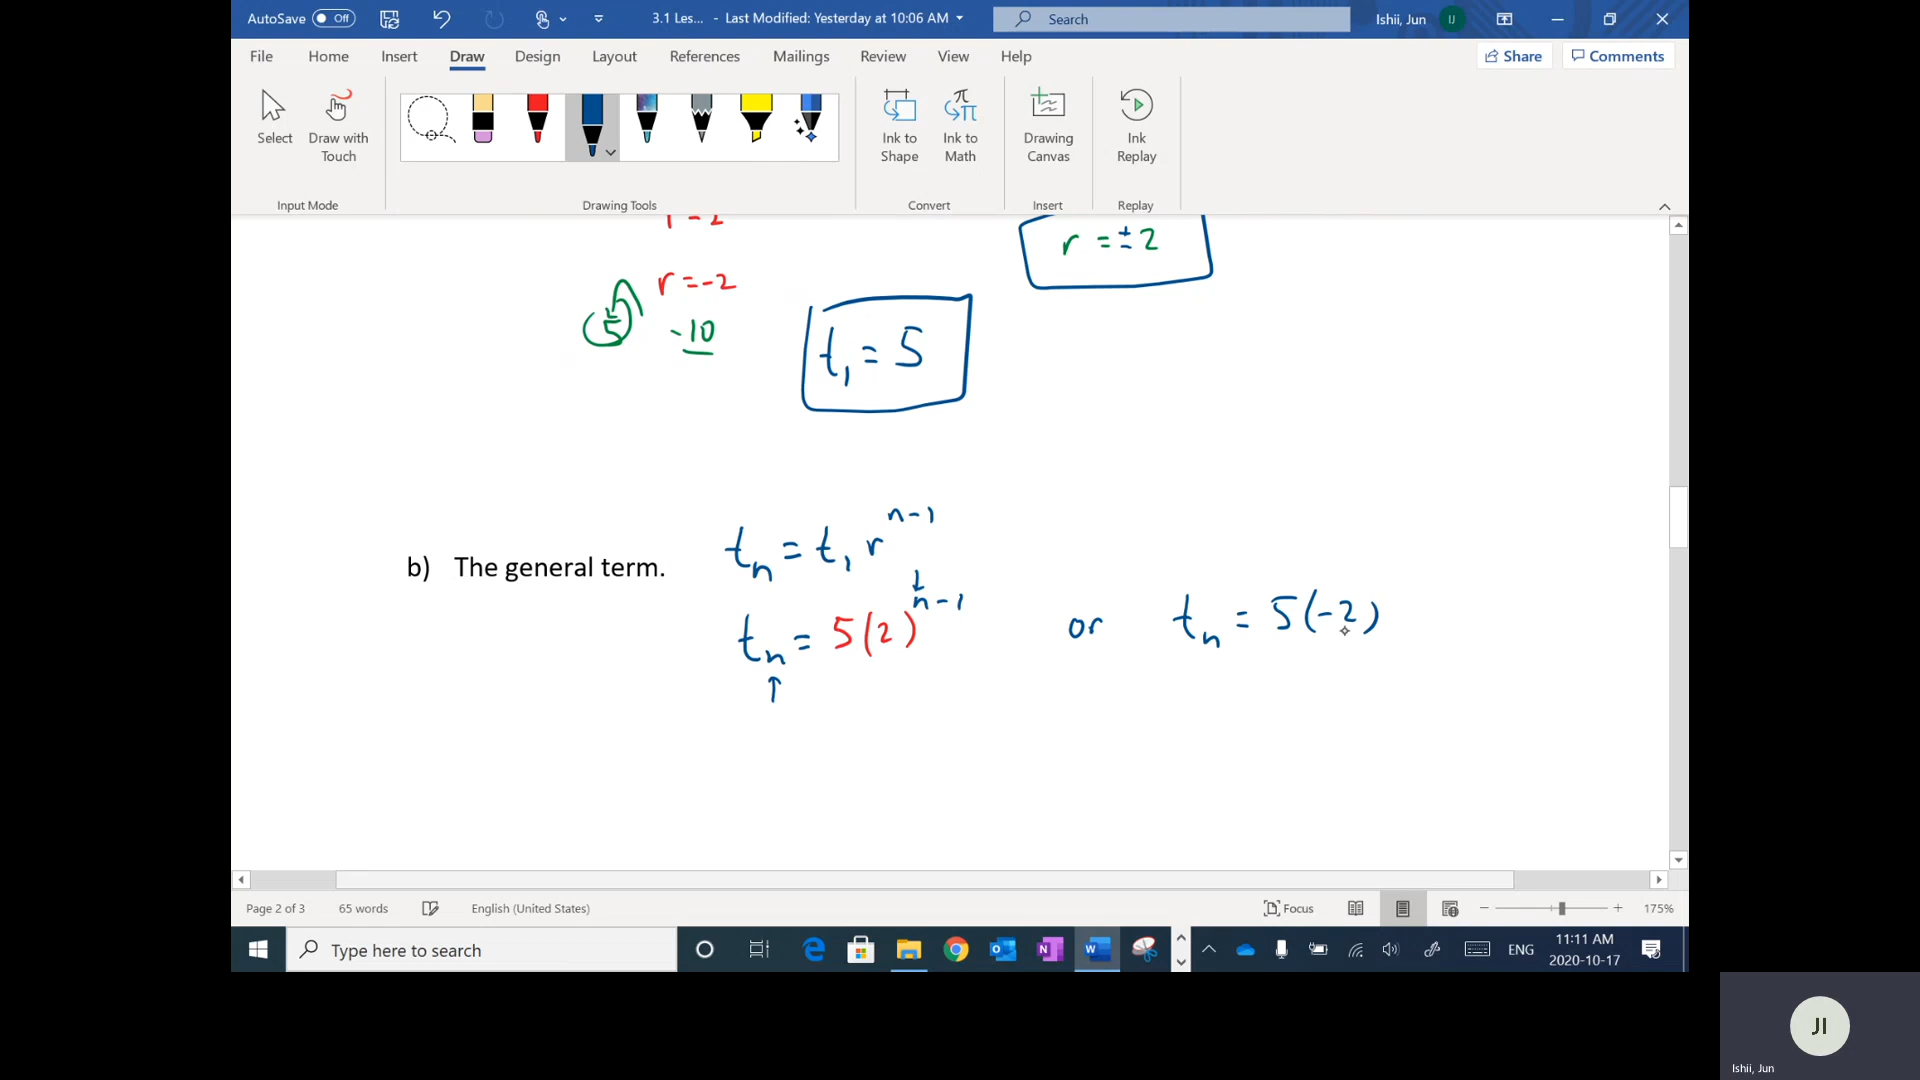 AutoSave Off 3.1 Les... - Last Modified: Yesterday at 10:06 AM Search Ishii, Jun IJ
File Home Insert Draw Design Layout References Mailings Review View Help Share Comments
Select Draw with Touch Ink to Shape Ink to Math Drawing Canvas Ink Replay
Input Mode Drawing Tools Convert Insert Replay
r = ± 2
r = -2
5 -10
t₁ = 5
tₙ = t₁ rⁿ⁻¹
b) The general term.
tₙ = 5(2)ⁿ⁻¹ or tₙ = 5(-2)
Page 2 of 3 65 words English (United States) Focus 175%
Type here to search ENG 11:11 AM
2020-10-17
JI
Ishii, Jun